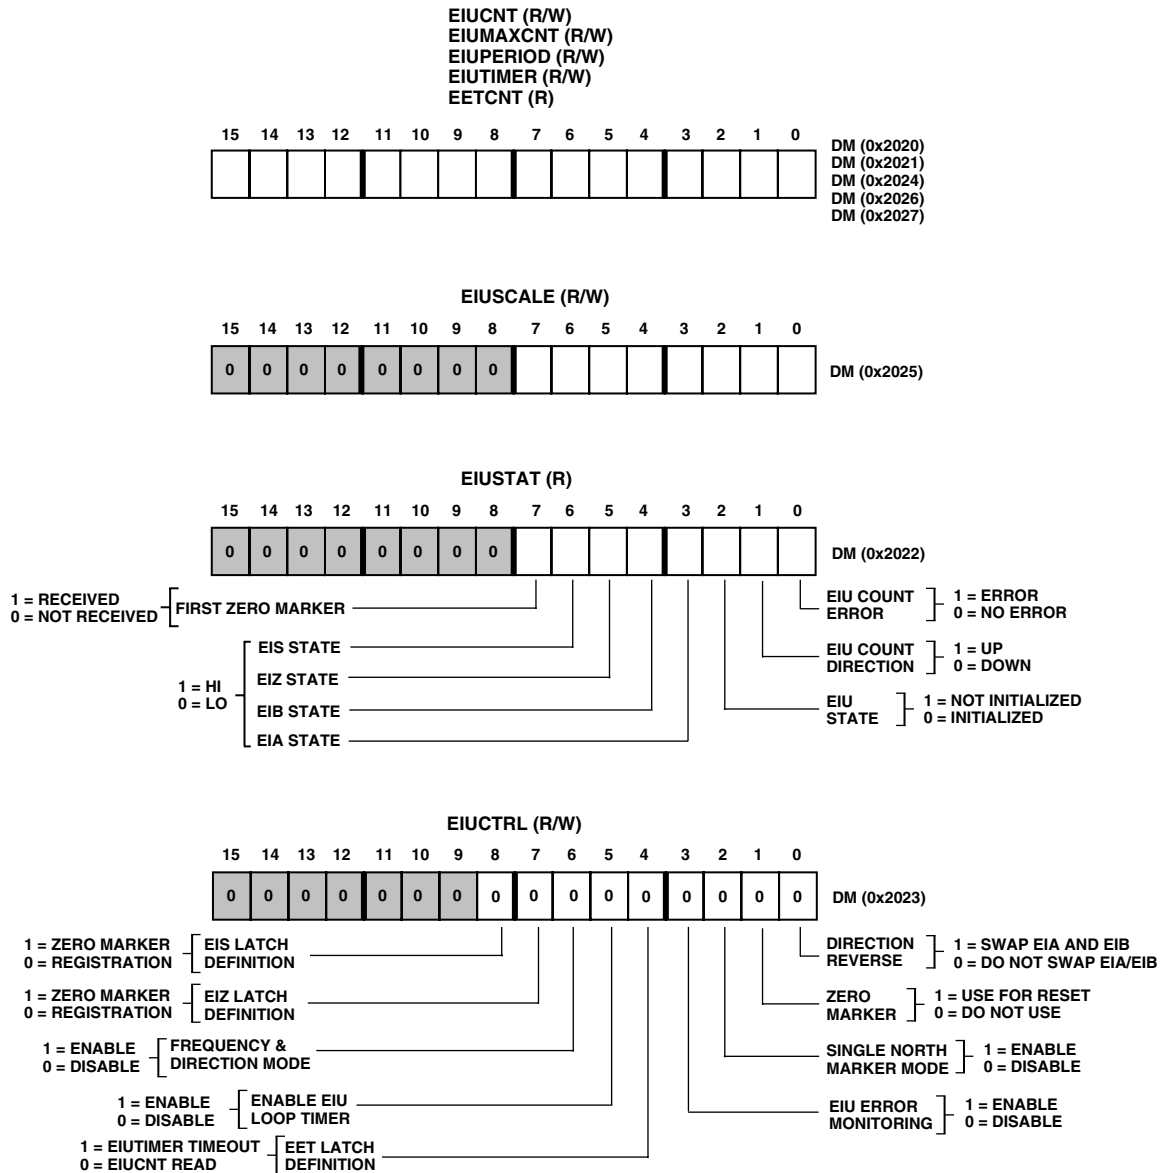 EIUCNT (R/W)
EIUMAXCNT (R/W)
EIUPERIOD (R/W)
EIUTIMER (R/W)
EETCNT (R)
15 14 13 12 11 10 9 8 7 6 5 4 3 2 1 0
DM (0x2020)
DM (0x2021)
DM (0x2024)
DM (0x2026)
DM (0x2027)
EIUSCALE (R/W)
15 14 13 12 11 10 9 8 7 6 5 4 3 2 1 0
0 0 0 0 0 0 0 0 DM (0x2025)
EIUSTAT (R)
15 14 13 12 11 10 9 8 7 6 5 4 3 2 1 0
0 0 0 0 0 0 0 0 DM (0x2022)
1 = RECEIVED
0 = NOT RECEIVED
FIRST ZERO MARKER
EIS STATE
EIZ STATE
EIB STATE
EIA STATE
1 = HI
0 = LO
EIU COUNT
ERROR
1 = ERROR
0 = NO ERROR
EIU COUNT
DIRECTION
1 = UP
0 = DOWN
EIU
STATE
1 = NOT INITIALIZED
0 = INITIALIZED
EIUCTRL (R/W)
15 14 13 12 11 10 9 8 7 6 5 4 3 2 1 0
0 0 0 0 0 0 0 0 0 0 0 0 0 0 0 0 DM (0x2023)
1 = ZERO MARKER
0 = REGISTRATION
EIS LATCH
DEFINITION
1 = ZERO MARKER
0 = REGISTRATION
EIZ LATCH
DEFINITION
1 = ENABLE
0 = DISABLE
FREQUENCY &
DIRECTION MODE
1 = ENABLE
0 = DISABLE
ENABLE EIU
LOOP TIMER
1 = EIUTIMER TIMEOUT
0 = EIUCNT READ
EET LATCH
DEFINITION
DIRECTION
REVERSE
1 = SWAP EIA AND EIB
0 = DO NOT SWAP EIA/EIB
ZERO
MARKER
1 = USE FOR RESET
0 = DO NOT USE
SINGLE NORTH
MARKER MODE
1 = ENABLE
0 = DISABLE
EIU ERROR
MONITORING
1 = ENABLE
0 = DISABLE